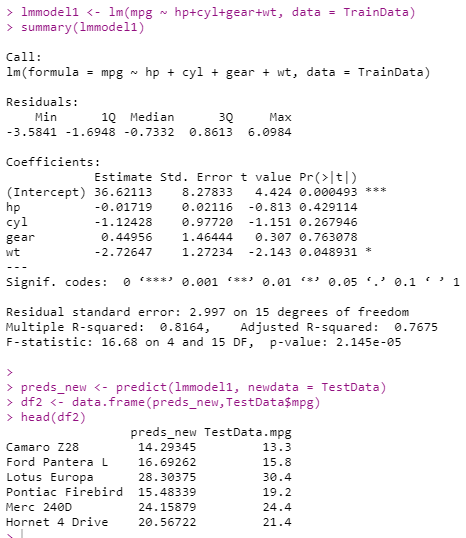 > lmmodel1 <- lm(mpg ~ hp+cyl+gear+wt, data = TrainData)
> summary(lmmodel1)

Call:
lm(formula = mpg ~ hp + cyl + gear + wt, data = TrainData)

Residuals:
    Min      1Q  Median      3Q     Max
-3.5841 -1.6948 -0.7332  0.8613  6.0984

Coefficients:
            Estimate Std. Error t value Pr(>|t|)
(Intercept) 36.62113    8.27833   4.424 0.000493 ***
hp          -0.01719    0.02116  -0.813 0.429114
cyl         -1.12428    0.97720  -1.151 0.267946
gear         0.44956    1.46444   0.307 0.763078
wt          -2.72647    1.27234  -2.143 0.048931 *
---
Signif. codes:  0 ‘***’ 0.001 ‘**’ 0.01 ‘*’ 0.05 ‘.’ 0.1 ‘ ’ 1

Residual standard error: 2.997 on 15 degrees of freedom
Multiple R-squared:  0.8164,    Adjusted R-squared:  0.7675
F-statistic: 16.68 on 4 and 15 DF,  p-value: 2.145e-05

>
> preds_new <- predict(lmmodel1, newdata = TestData)
> df2 <- data.frame(preds_new,TestData$mpg)
> head(df2)
                 preds_new TestData.mpg
Camaro Z28        14.29345         13.3
Ford Pantera L    16.69262         15.8
Lotus Europa      28.30375         30.4
Pontiac Firebird  15.48339         19.2
Merc 240D         24.15879         24.4
Hornet 4 Drive    20.56722         21.4
>